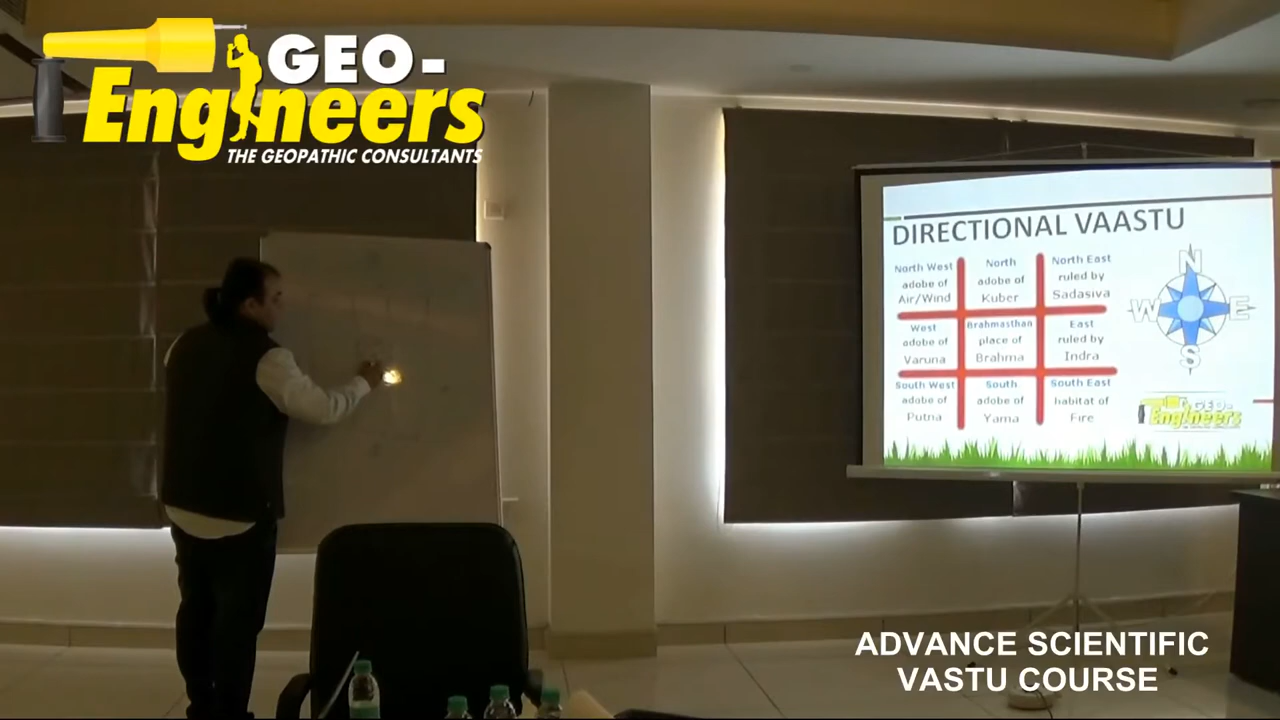 GEO-
Engineers
THE GEOPATHIC CONSULTANTS
DIRECTIONAL VAASTU
North West
adobe of
Air/Wind
North
adobe of
Kuber
North East
ruled by
Sadasiva
West
adobe of
Varuna
Brahmasthan
place of
Brahma
East
ruled by
Indra
South West
adobe of
Putna
South
adobe of
Yama
South East
habitat of
Fire
N
W
E
S
GEO-
Engineers
ADVANCE SCIENTIFIC
VASTU COURSE